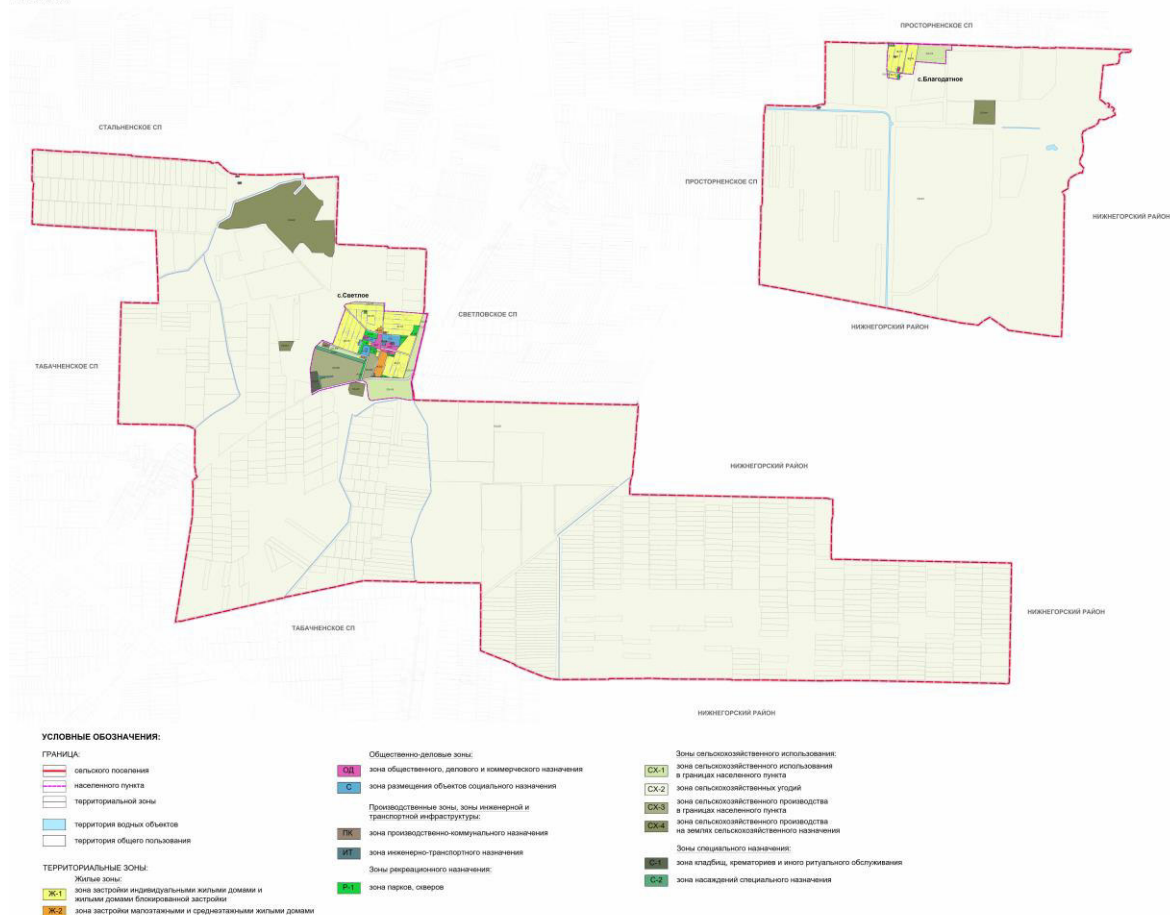 ПРОСТОРНЕНСКОЕ СП
с.Благодатное
СТАЛЬНЕНСКОЕ СП
ПРОСТОРНЕНСКОЕ СП
НИЖНЕГОРСКИЙ РАЙОН
с.Светлое
СВЕТЛОВСКОЕ СП
НИЖНЕГОРСКИЙ РАЙОН
ТАБАЧНЕНСКОЕ СП
НИЖНЕГОРСКИЙ РАЙОН
НИЖНЕГОРСКИЙ РАЙОН
ТАБАЧНЕНСКОЕ СП
НИЖНЕГОРСКИЙ РАЙОН
УСЛОВНЫЕ ОБОЗНАЧЕНИЯ:
ГРАНИЦА:
сельского поселения
населенного пункта
территориальной зоны
территория водных объектов
территория общего пользования
ТЕРРИТОРИАЛЬНЫЕ ЗОНЫ:
Жилые зоны:
Ж-1 зона застройки индивидуальными жилыми домами и
жилыми домами блокированной застройки
Ж-2 зона застройки малоэтажными и среднеэтажными жилыми домами
Общественно-деловые зоны:
ОД зона общественного, делового и коммерческого назначения
С зона размещения объектов социального назначения
Производственные зоны, зоны инженерной и
транспортной инфраструктуры:
ПК зона производственно-коммунального назначения
ИТ зона инженерно-транспортного назначения
Зоны рекреационного назначения:
Р-1 зона парков, скверов
Зоны сельскохозяйственного использования:
СХ-1 зона сельскохозяйственного использования
в границах населенного пункта
СХ-2 зона сельскохозяйственных угодий
СХ-3 зона сельскохозяйственного производства
в границах населенного пункта
СХ-4 зона сельскохозяйственного производства
на землях сельскохозяйственного назначения
Зоны специального назначения:
С-1 зона кладбищ, крематориев и иного ритуального обслуживания
С-2 зона насаждений специального назначения